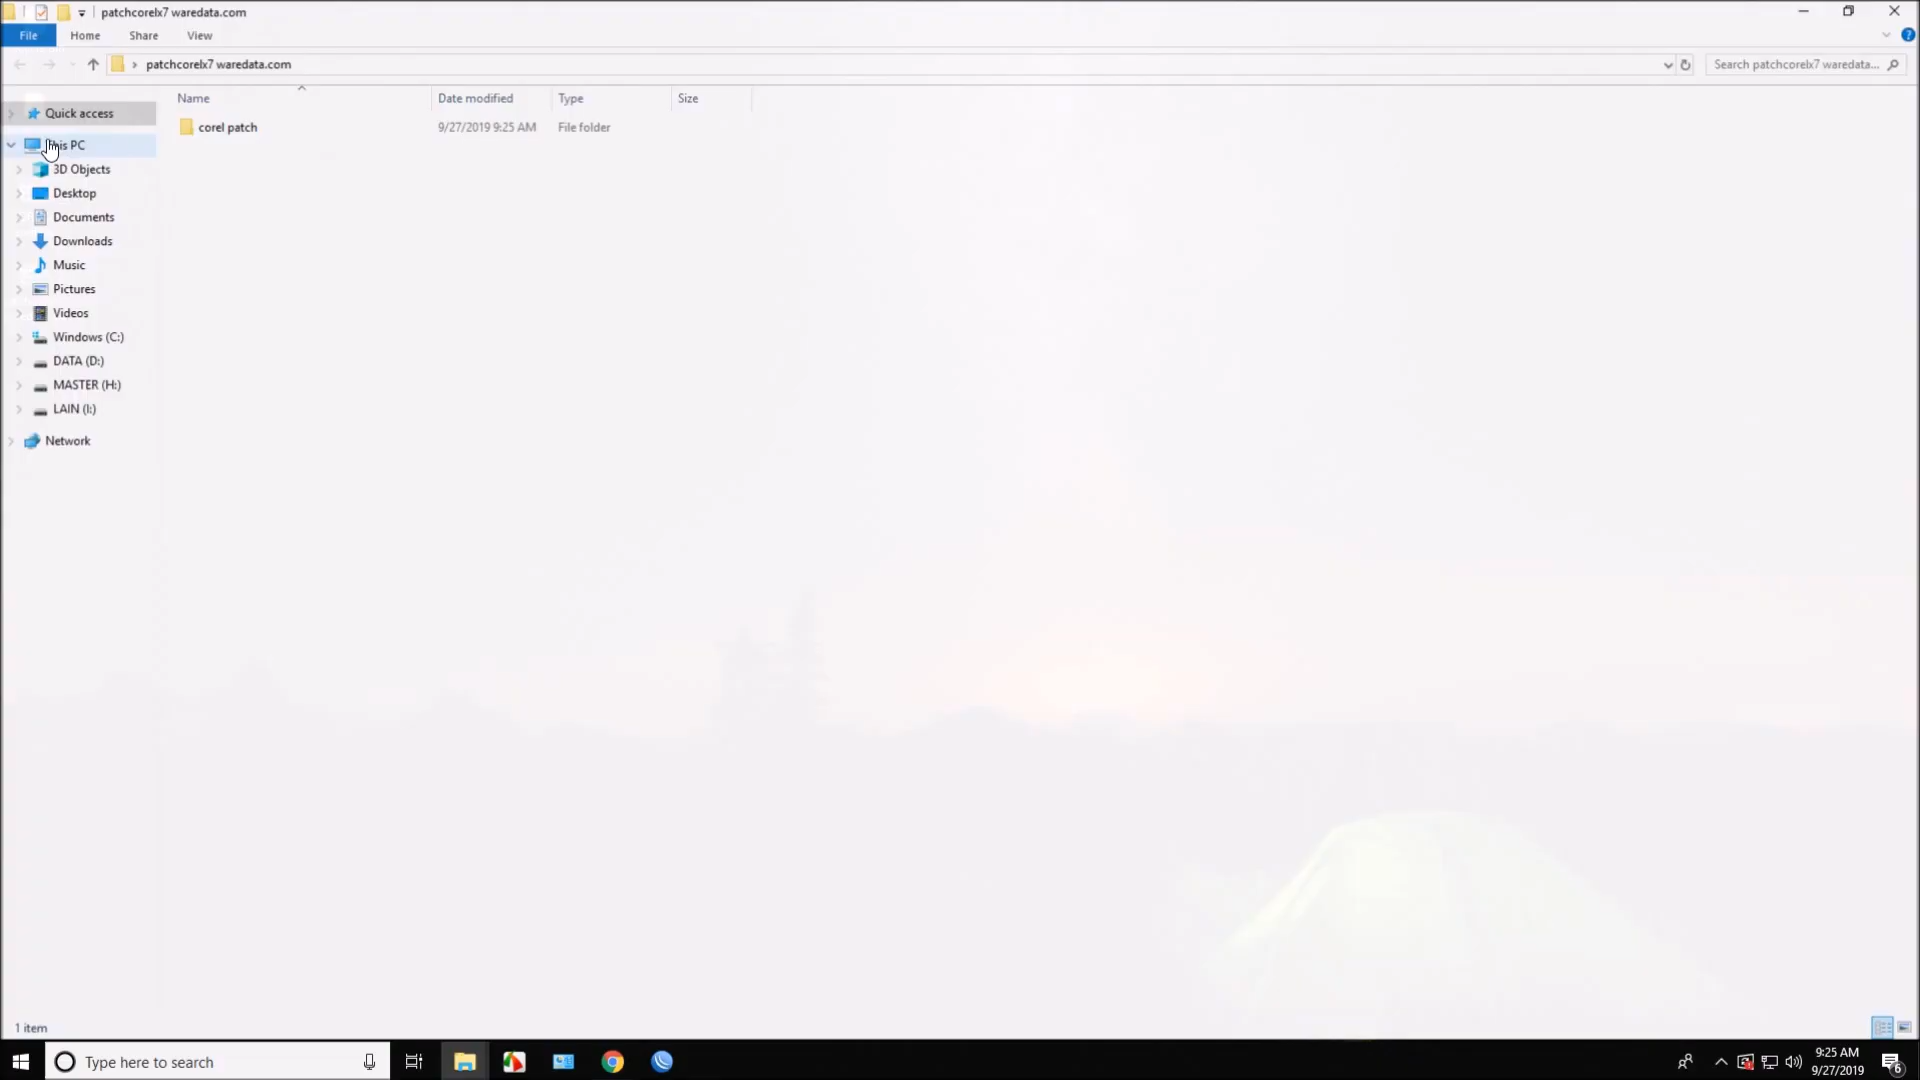 patchcorelx7 waredata.com
File Home Share View
patchcorelx7 waredata.com
Search patchcorelx7 waredata...
Name Date modified Type Size
corel patch 9/27/2019 9:25 AM File folder
Quick access
This PC
3D Objects
Desktop
Documents
Downloads
Music
Pictures
Videos
Windows (C:)
DATA (D:)
MASTER (H:)
LAIN (I:)
Network
1 item
Type here to search
9:25 AM
9/27/2019
6